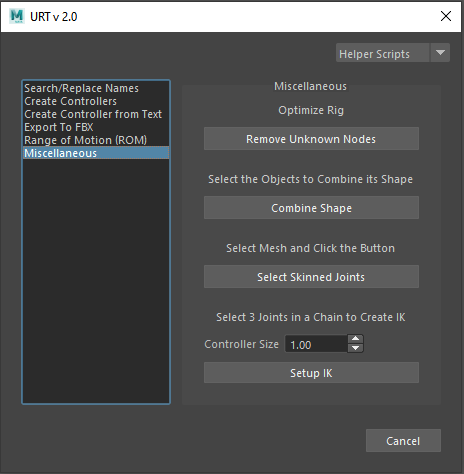 URT v 2.0
Helper Scripts
Search/Replace Names
Create Controllers
Create Controller from Text
Export To FBX
Range of Motion (ROM)
Miscellaneous
Miscellaneous
Optimize Rig
Remove Unknown Nodes
Select the Objects to Combine its Shape
Combine Shape
Select Mesh and Click the Button
Select Skinned Joints
Select 3 Joints in a Chain to Create IK
Controller Size 1.00
Setup IK
Cancel